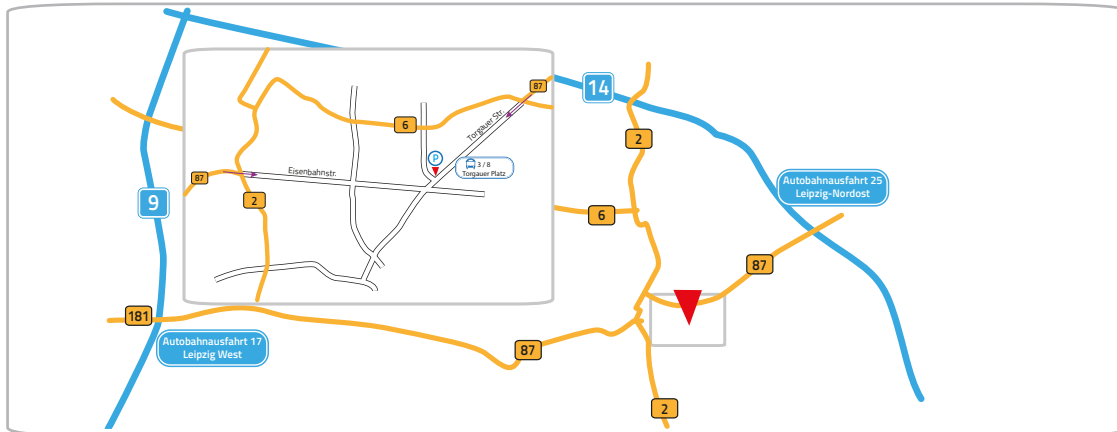 87
14
6
Torgauer Str.
2
P
3 / 8
Torgauer Platz
Eisenbahnstr.
87
Autobahnausfahrt 25
Leipzig-Nordost
2
9
6
87
181
Autobahnausfahrt 17
Leipzig West
87
2